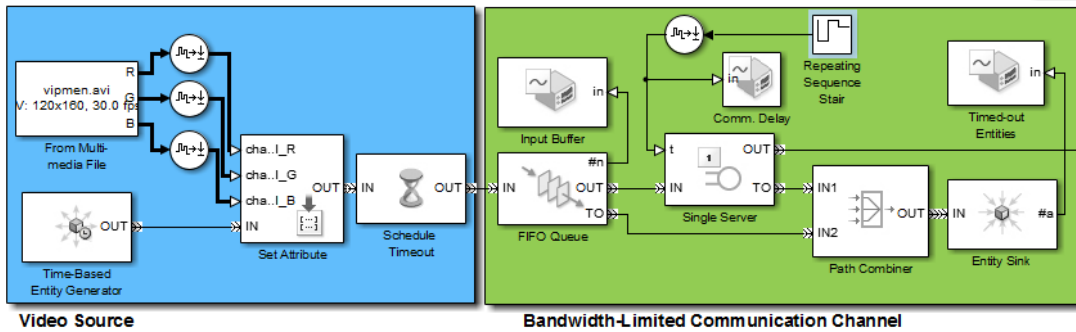 R
vipmen.avi
V: 120x160, 30.0 fps
G
B
From Multi-
media File
cha..l_R
cha..l_G
OUT
cha..l_B
IN
Set Attribute
OUT
Time-Based
Entity Generator
IN
OUT
Schedule
Timeout
Video Source
in
Input Buffer
#n
IN
OUT
TO
FIFO Queue
in
Comm. Delay
Repeating
Sequence
Stair
t
1
OUT
IN
TO
Single Server
IN1
OUT
IN2
Path Combiner
in
Timed-out
Entities
IN
#a
Entity Sink
Bandwidth-Limited Communication Channel